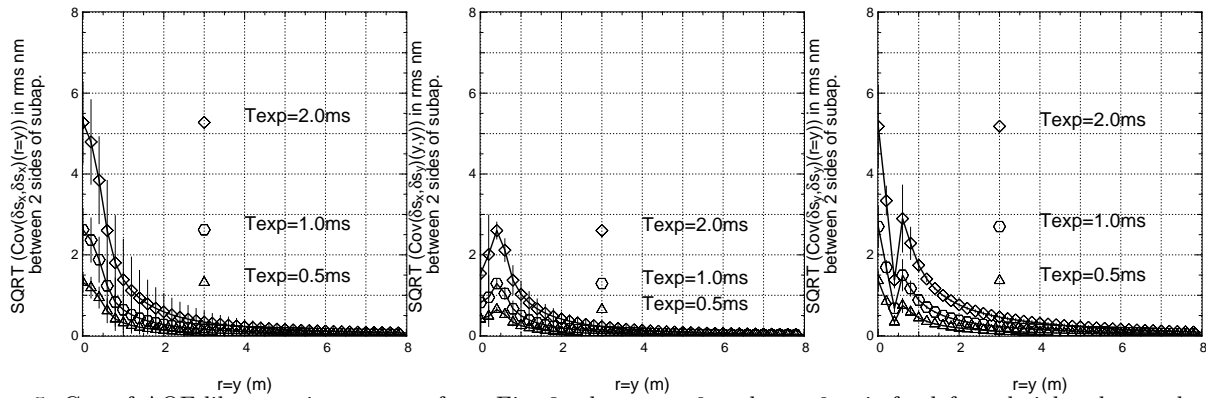 SQRT (Cov(δsx,δsx)(r=y)) in rms nm
between 2 sides of subap.
8
6
4
2
0
Texp=2.0ms
Texp=1.0ms
Texp=0.5ms
0 2 4 6 8
r=y (m)
SQRT (Cov(δsx,δsy)(y,y)) in rms nm
between 2 sides of subap.
8
6
4
2
0
Texp=2.0ms
Texp=1.0ms
Texp=0.5ms
0 2 4 6 8
r=y (m)
SQRT (Cov(δsy,δsy)(r=y)) in rms nm
between 2 sides of subap.
8
6
4
2
0
Texp=2.0ms
Texp=1.0ms
Texp=0.5ms
0 2 4 6 8
r=y (m)